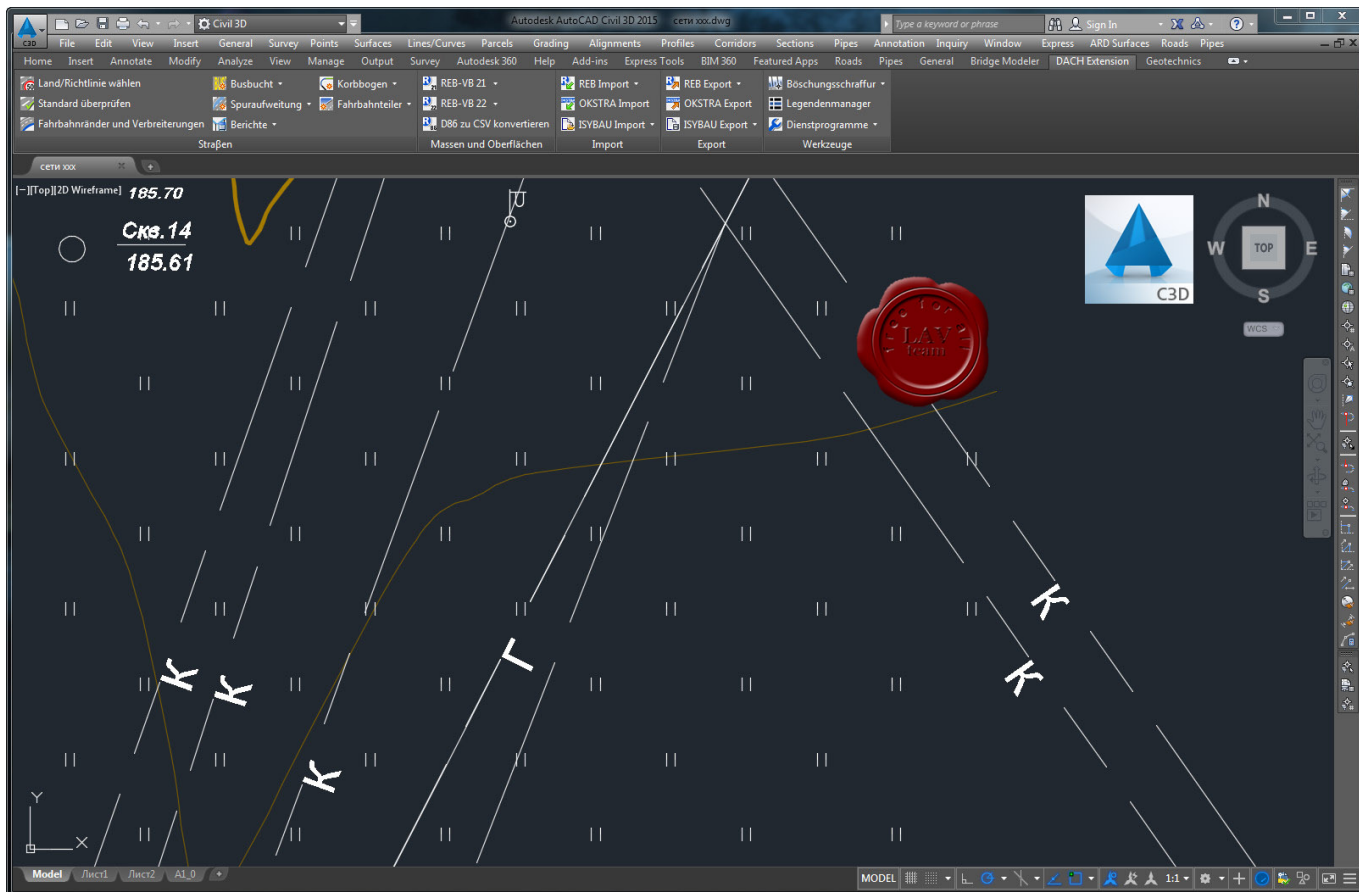 Civil 3D
Autodesk AutoCAD Civil 3D 2015 сети xxx.dwg
Type a keyword or phrase
Sign In
C3D
File Edit View Insert General Survey Points Surfaces Lines/Curves Parcels Grading Alignments Profiles Corridors Sections Pipes Annotation Inquiry Window Express ARD Surfaces Roads Pipes
Home Insert Annotate Modify Analyze View Manage Output Survey Autodesk 360 Help Add-ins Express Tools BIM 360 Featured Apps Roads Pipes General Bridge Modeler DACH Extension Geotechnics
Land/Richtlinie wählen Busbucht Korbbogen REB-VB 21 REB Import REB Export Böschungsschraffur
Standard überprüfen Spuraufweitung Fahrbahnteiler REB-VB 22 OKSTRA Import OKSTRA Export Legendenmanager
Fahrbahnränder und Verbreiterungen Berichte D86 zu CSV konvertieren ISYBAU Import ISYBAU Export Dienstprogramme
Straßen Massen und Oberflächen Import Export Werkzeuge
сети xxx
[−][Top][2D Wireframe]
185.70
Скв.14
185.61
N
W TOP E
S
C3D
WCS
free for all
LAV
team
К
К
К
К
Г
К
Y
X
Model Лист1 Лист2 A1_0
MODEL 1:1